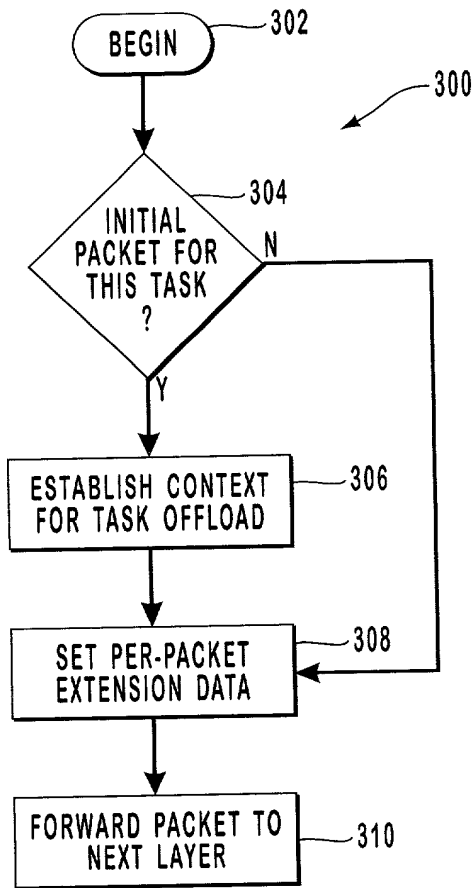 BEGIN
302
300
304
INITIAL
PACKET FOR
THIS TASK
?
N
Y
ESTABLISH CONTEXT
FOR TASK OFFLOAD
306
SET PER-PACKET
EXTENSION DATA
308
FORWARD PACKET TO
NEXT LAYER
310